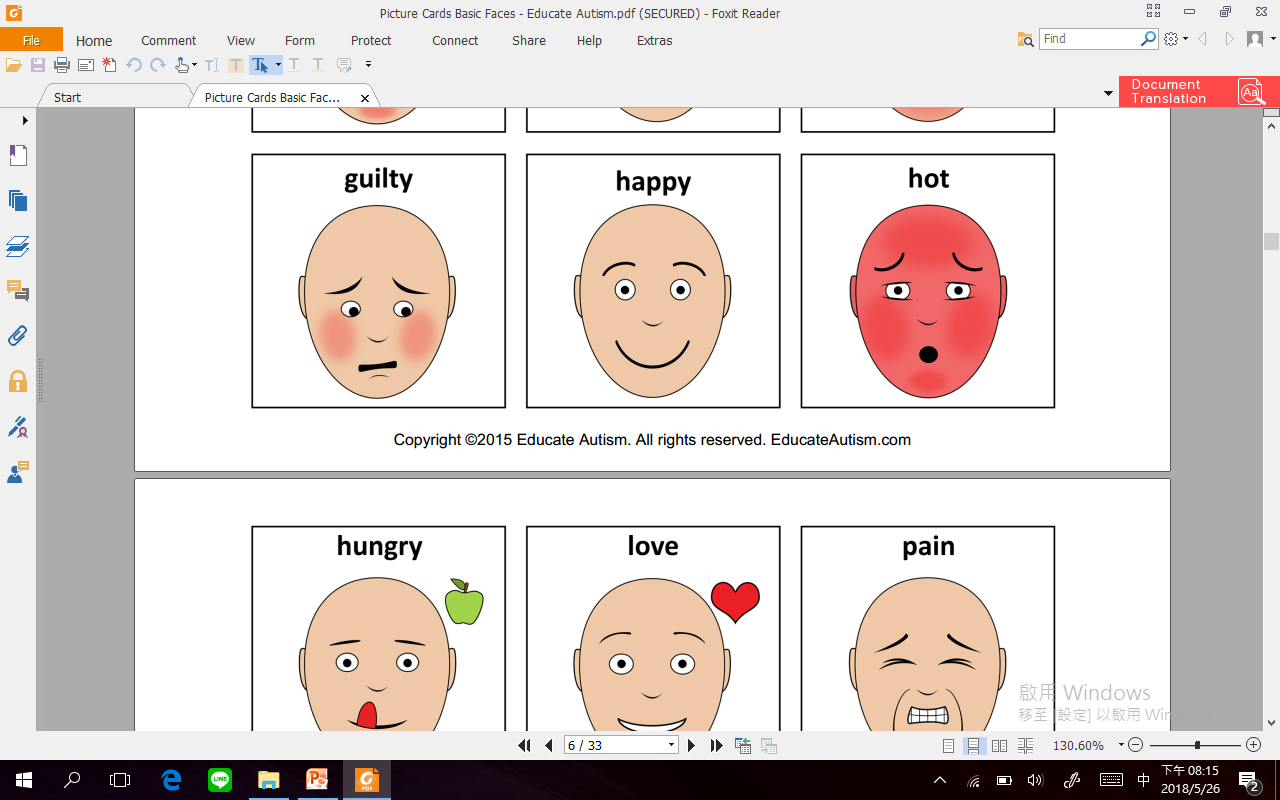 Picture Cards Basic Faces - Educate Autism.pdf (SECURED) - Foxit Reader
File Home Comment View Form Protect Connect Share Help Extras
Find
Start
Picture Cards Basic Fac...
Document
Translation
guilty
happy
hot
Copyright ©2015 Educate Autism. All rights reserved. EducateAutism.com
hungry
love
pain
啟用 Windows
移至 [設定] 以啟用 Windows
6 / 33
130.60%
LINE
中
下午 08:15
2018/5/26
2